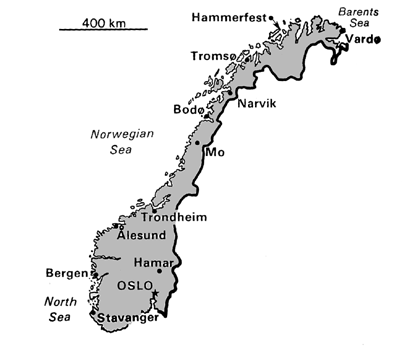 400 km
Hammerfest
Barents
Sea
Vardø
Tromsø
Narvik
Bodø
Norwegian
Sea
Mo
Trondheim
Ålesund
Bergen
Hamar
OSLO
North
Sea
Stavanger